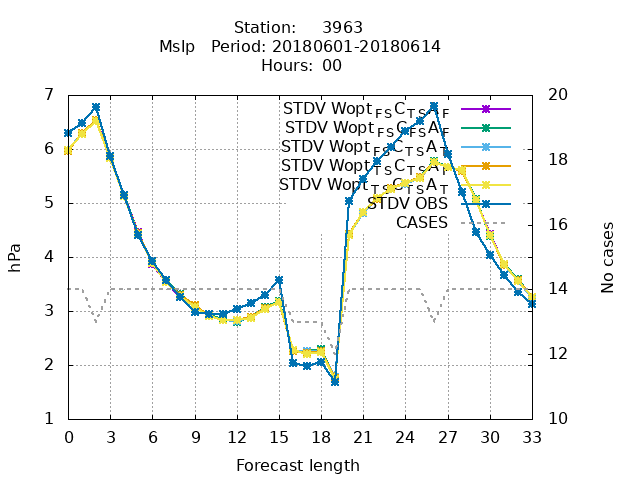 Station: 3963
Mslp Period: 20180601-20180614
Hours: 00
7
6
5
4
3
2
1
20
18
16
14
12
10
hPa
No cases
STDV Wopt FS C TS A F
STDV Wopt FS C FS A F
STDV Wopt FS C TS A T
STDV Wopt TS C TS A F
STDV Wopt TS C FS A T
STDV OBS
CASES
0 3 6 9 12 15 18 21 24 27 30 33
Forecast length